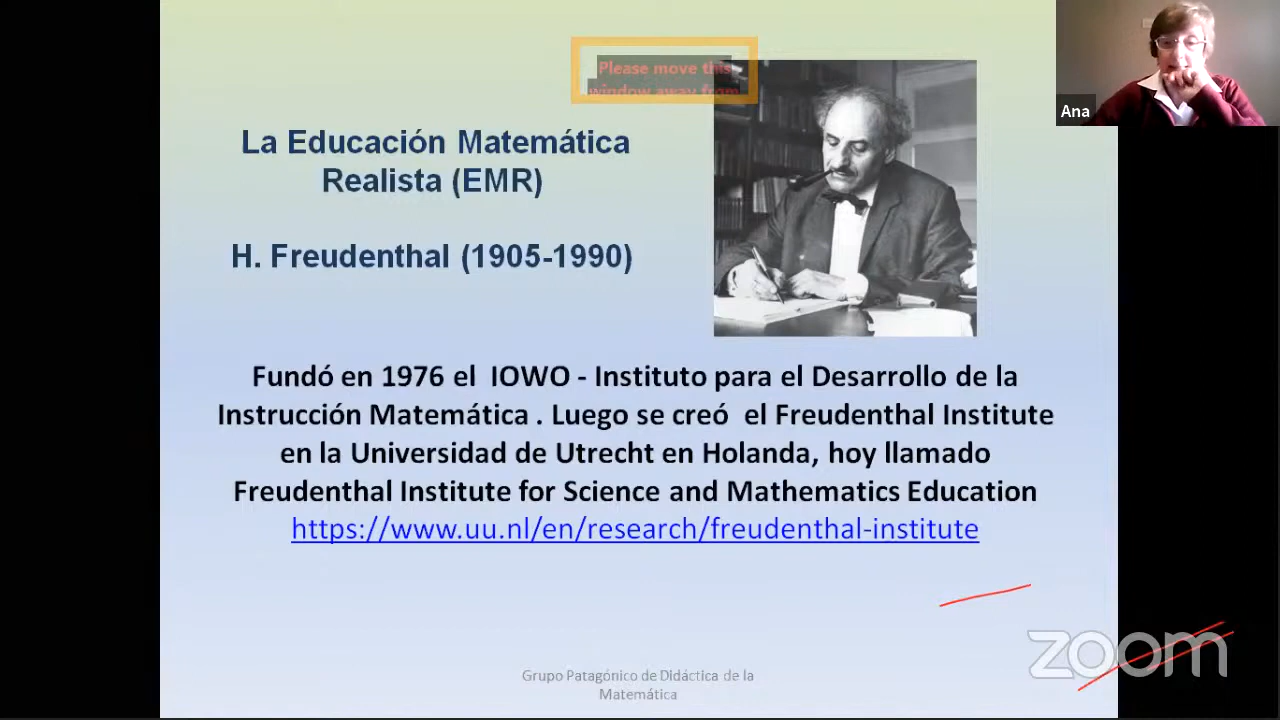 Please move this
window away from
Ana
La Educación Matemática
Realista (EMR)
H. Freudenthal (1905-1990)
Fundó en 1976 el IOWO - Instituto para el Desarrollo de la
Instrucción Matemática . Luego se creó el Freudenthal Institute
en la Universidad de Utrecht en Holanda, hoy llamado
Freudenthal Institute for Science and Mathematics Education
https://www.uu.nl/en/research/freudenthal-institute
zoom
Grupo Patagónico de Didáctica de la
Matemática